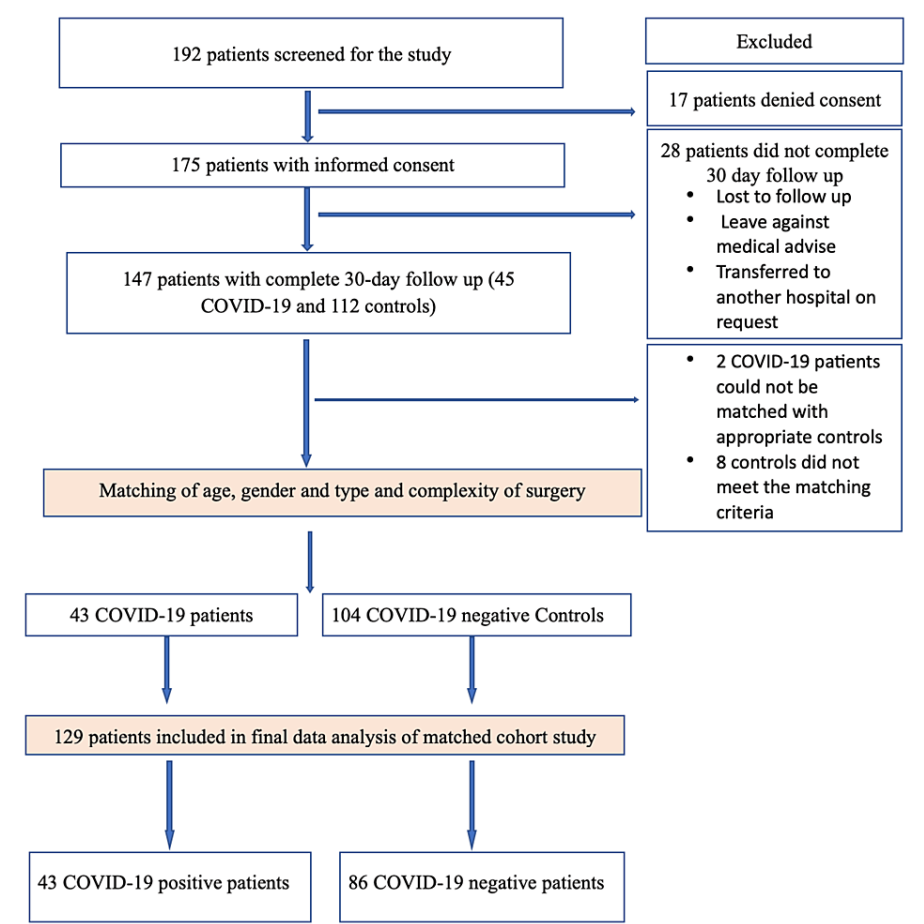 192 patients screened for the study
Excluded
17 patients denied consent
175 patients with informed consent
28 patients did not complete
30 day follow up
• Lost to follow up
• Leave against
medical advise
• Transferred to
another hospital on
request
147 patients with complete 30-day follow up (45
COVID-19 and 112 controls)
• 2 COVID-19 patients
could not be
matched with
appropriate controls
• 8 controls did not
meet the matching
criteria
Matching of age, gender and type and complexity of surgery
43 COVID-19 patients
104 COVID-19 negative Controls
129 patients included in final data analysis of matched cohort study
43 COVID-19 positive patients
86 COVID-19 negative patients